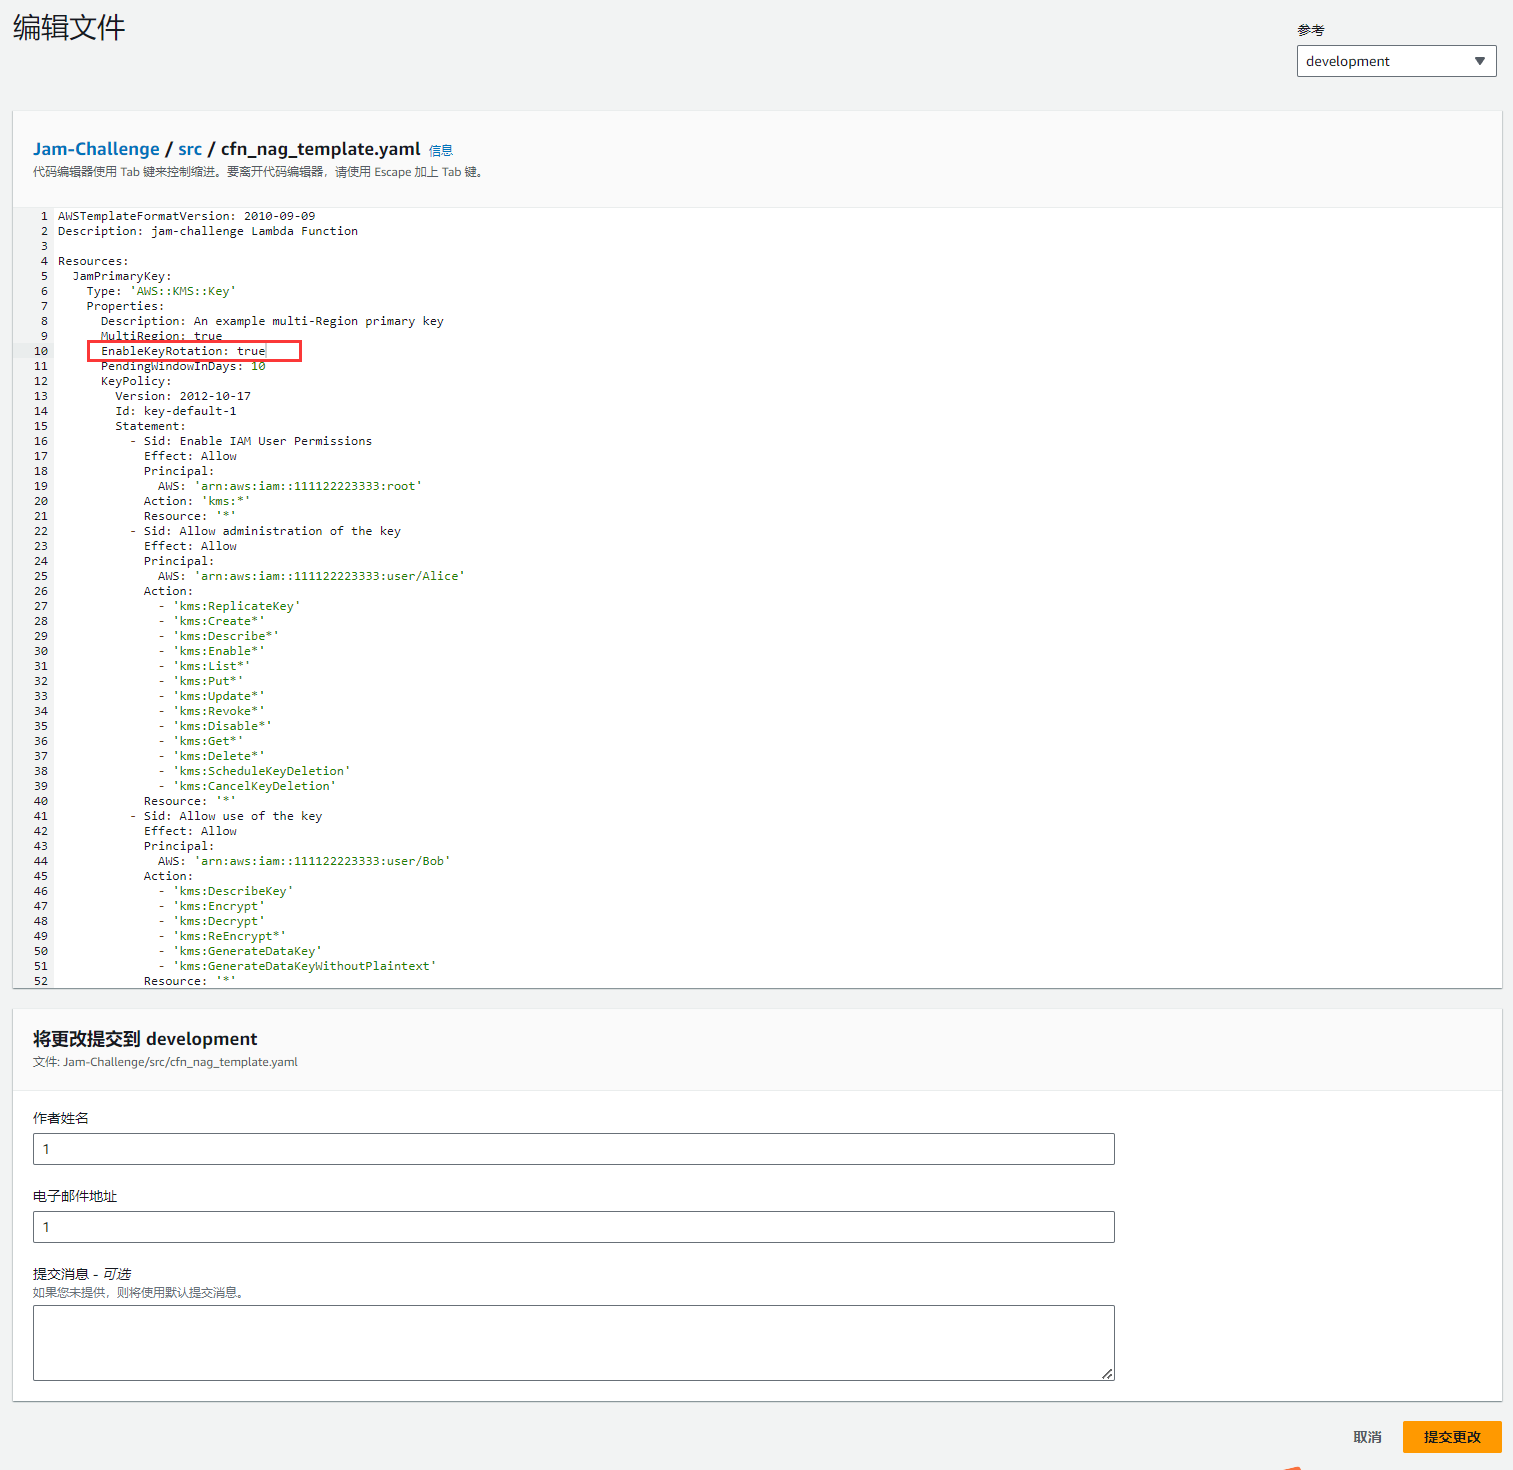 编辑文件
参考
development
Jam-Challenge / src / cfn_nag_template.yaml 信息
代码编辑器使用 Tab 键来控制缩进。要离开代码编辑器，请使用 Escape 加上 Tab 键。
1 AWSTemplateFormatVersion: 2010-09-09
2 Description: jam-challenge Lambda Function
3
4 Resources:
5 JamPrimaryKey:
6 Type: 'AWS::KMS::Key'
7 Properties:
8 Description: An example multi-Region primary key
9 MultiRegion: true
10 EnableKeyRotation: true
11 PendingWindowInDays: 10
12 KeyPolicy:
13 Version: 2012-10-17
14 Id: key-default-1
15 Statement:
16 - Sid: Enable IAM User Permissions
17 Effect: Allow
18 Principal:
19 AWS: 'arn:aws:iam::111122223333:root'
20 Action: 'kms:*'
21 Resource: '*'
22 - Sid: Allow administration of the key
23 Effect: Allow
24 Principal:
25 AWS: 'arn:aws:iam::111122223333:user/Alice'
26 Action:
27 - 'kms:ReplicateKey'
28 - 'kms:Create*'
29 - 'kms:Describe*'
30 - 'kms:Enable*'
31 - 'kms:List*'
32 - 'kms:Put*'
33 - 'kms:Update*'
34 - 'kms:Revoke*'
35 - 'kms:Disable*'
36 - 'kms:Get*'
37 - 'kms:Delete*'
38 - 'kms:ScheduleKeyDeletion'
39 - 'kms:CancelKeyDeletion'
40 Resource: '*'
41 - Sid: Allow use of the key
42 Effect: Allow
43 Principal:
44 AWS: 'arn:aws:iam::111122223333:user/Bob'
45 Action:
46 - 'kms:DescribeKey'
47 - 'kms:Encrypt'
48 - 'kms:Decrypt'
49 - 'kms:ReEncrypt*'
50 - 'kms:GenerateDataKey'
51 - 'kms:GenerateDataKeyWithoutPlaintext'
52 Resource: '*'
将更改提交到 development
文件: Jam-Challenge/src/cfn_nag_template.yaml
作者姓名
1
电子邮件地址
1
提交消息 - 可选
如果您未提供，则将使用默认提交消息。
取消
提交更改